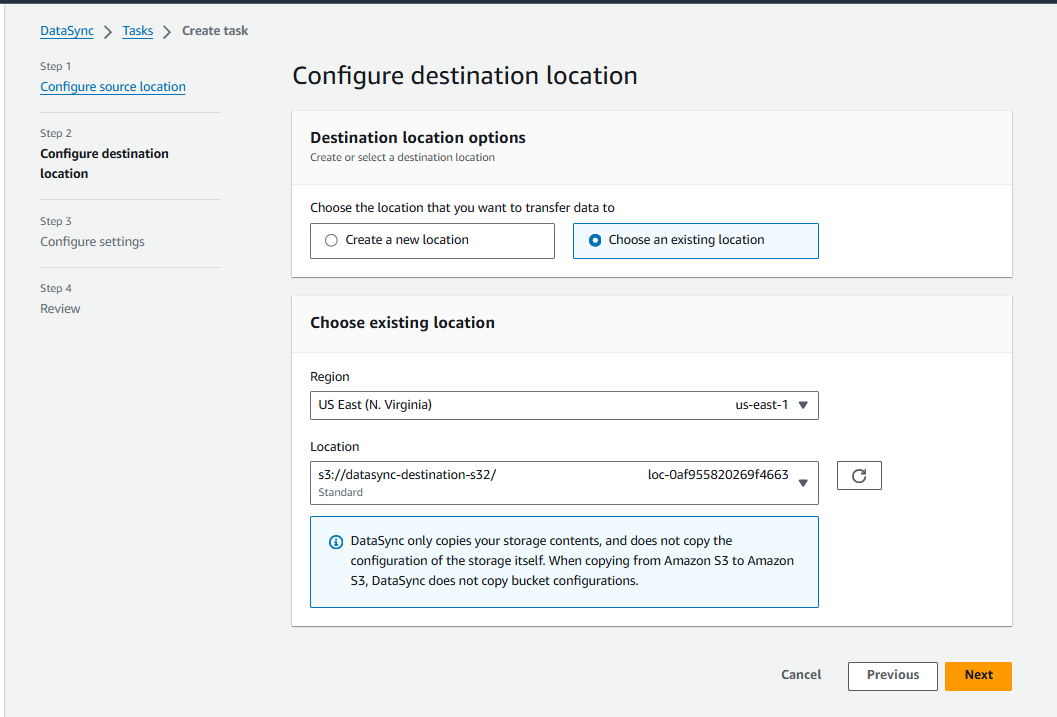 DataSync > Tasks > Create task
Step 1
Configure source location
Step 2
Configure destination
location
Step 3
Configure settings
Step 4
Review
Configure destination location
Destination location options
Create or select a destination location
Choose the location that you want to transfer data to
Create a new location
Choose an existing location
Choose existing location
Region
US East (N. Virginia) us-east-1
Location
s3://datasync-destination-s32/ loc-0af955820269f4663
Standard
DataSync only copies your storage contents, and does not copy the
configuration of the storage itself. When copying from Amazon S3 to Amazon
S3, DataSync does not copy bucket configurations.
Cancel Previous Next